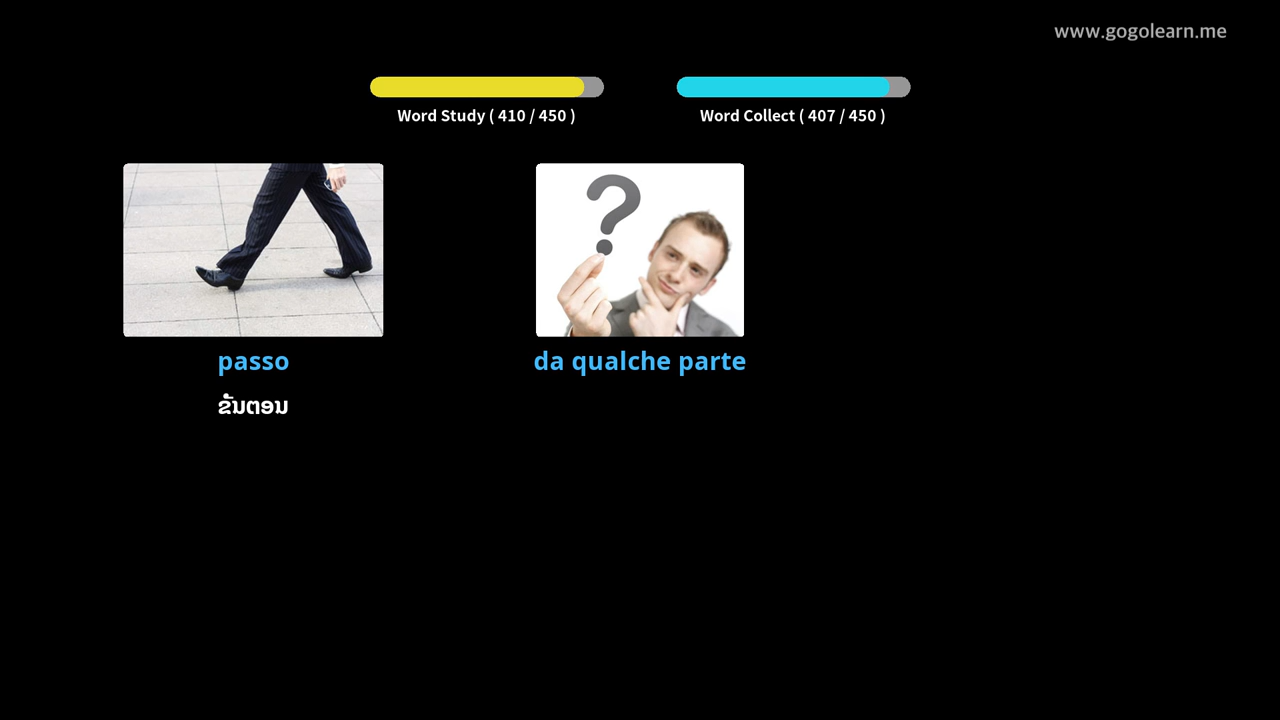 www.gogolearn.me
Word Study ( 410 / 450 )
Word Collect ( 407 / 450 )
passo
da qualche parte
ຂັ້ນຕອນ